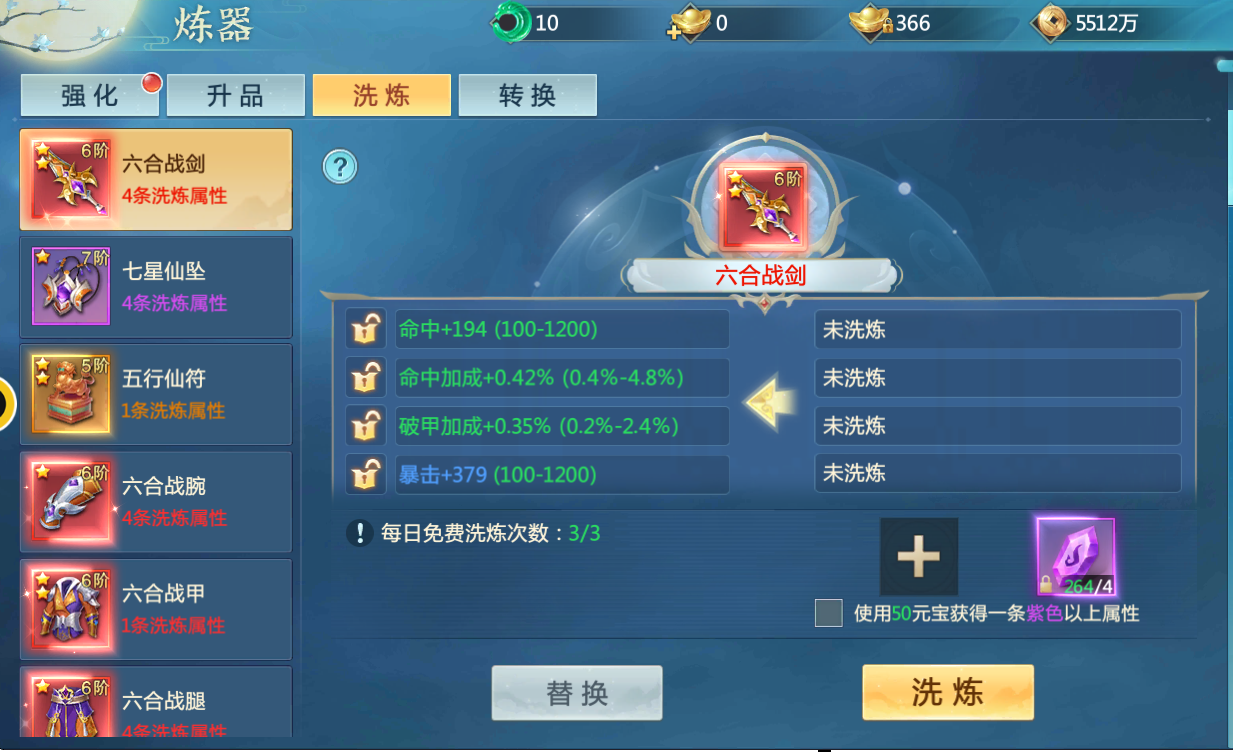 炼器
10
0
366
5512万
强化
升品
洗炼
转换
6阶
六合战剑
4条洗炼属性
7阶
七星仙坠
4条洗炼属性
5阶
五行仙符
1条洗炼属性
6阶
六合战腕
4条洗炼属性
6阶
六合战甲
1条洗炼属性
6阶
六合战腿
4条洗炼属性
?
6阶
六合战剑
命中+194 (100-1200)
未洗炼
命中加成+0.42% (0.4%-4.8%)
未洗炼
破甲加成+0.35% (0.2%-2.4%)
未洗炼
暴击+379 (100-1200)
未洗炼
每日免费洗炼次数：3/3
264/4
使用50元宝获得一条紫色以上属性
替换
洗炼